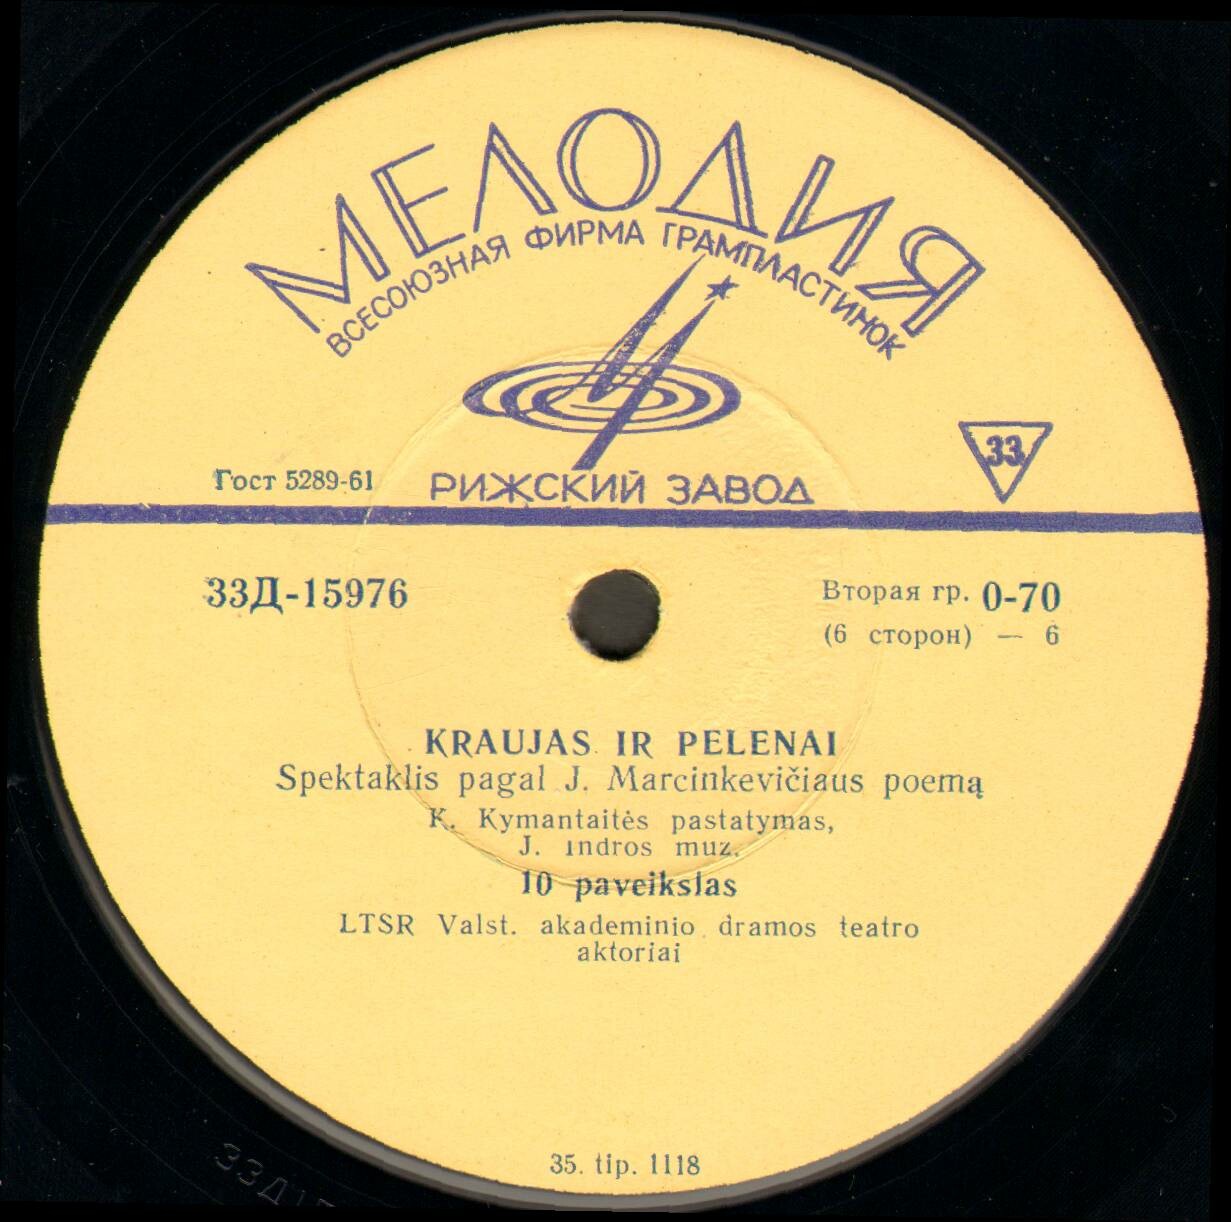 МЕЛОДИЯ
ВСЕСОЮЗНАЯ ФИРМА ГРАМПЛАСТИНОК
33
Гост 5289-61
РИЖСКИЙ ЗАВОД
33Д-15976
Вторая гр. 0-70
(6 сторон) — 6
KRAUJAS IR PELENAI
Spektaklis pagal J. Marcinkevičiaus poemą
K. Kymantaitės pastatymas,
J. Indros muz.
10 paveikslas
LTSR Valst. akademinio dramos teatro
aktoriai
35. tip. 1118